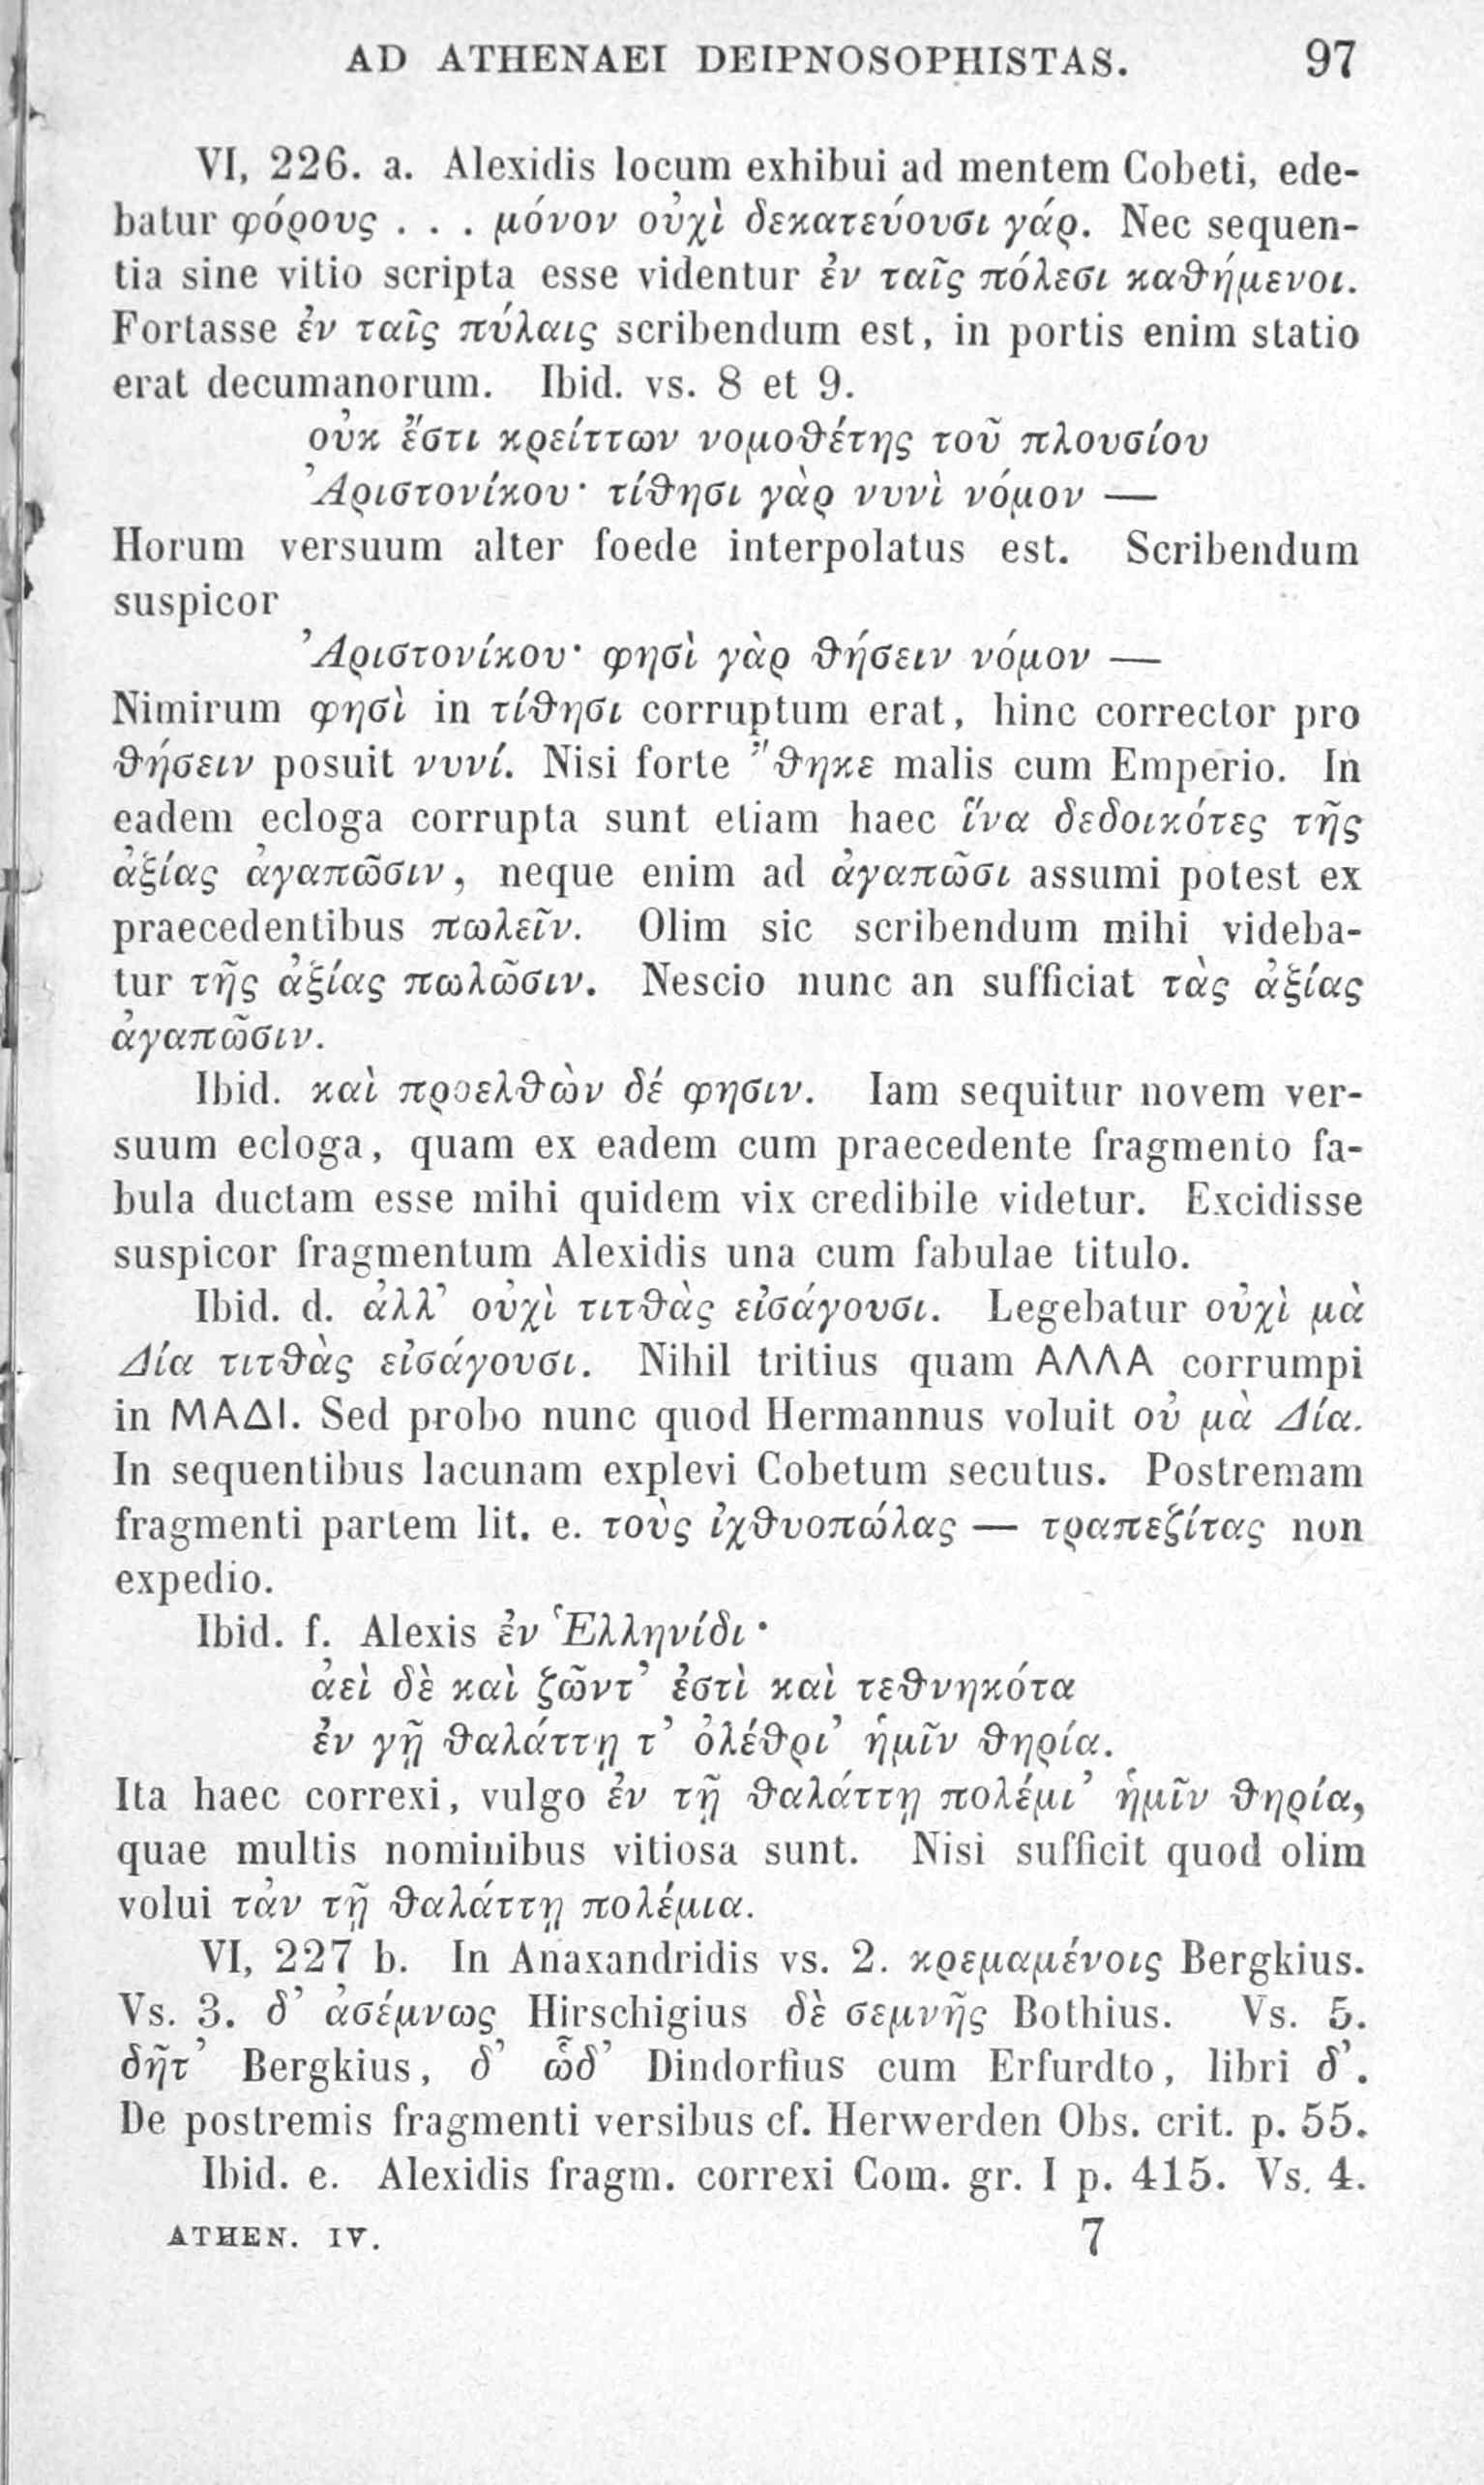 AD ATHENAEI DEIPNOSOPHISTAS. 97
VI, 226. a. Alexidis locum exhibui ad mentem Cobeti, ede-
batur φόρους . . . μόνον οὐχὶ δεκατεύουσι γάρ. Nec sequen-
tia sine vitio scripta esse videntur ἐν ταῖς πόλεσι καθήμενοι.
Fortasse ἐν ταῖς πύλαις scribendum est, in portis enim statio
erat decumanorum. Ibid. vs. 8 et 9.
οὐκ ἔστι κρείττων νομοθέτης τοῦ πλουσίου
Ἀριστονίκου· τίθησι γὰρ νυνὶ νόμον —
Horum versuum alter foede interpolatus est. Scribendum
suspicor
Ἀριστονίκου· φησὶ γὰρ θήσειν νόμον —
Nimirum φησὶ in τίθησι corruptum erat, hinc corrector pro
θήσειν posuit νυνί. Nisi forte ῎θηκε malis cum Emperio. In
eadem ecloga corrupta sunt etiam haec ἵνα δεδοικότες τῆς
ἀξίας ἀγαπῶσιν, neque enim ad ἀγαπῶσι assumi potest ex
praecedentibus πωλεῖν. Olim sic scribendum mihi videba-
tur τῆς ἀξίας πωλῶσιν. Nescio nunc an sufficiat τὰς ἀξίας
ἀγαπῶσιν.
Ibid. καὶ προελθὼν δέ φησιν. Iam sequitur novem ver-
suum ecloga, quam ex eadem cum praecedente fragmento fa-
bula ductam esse mihi quidem vix credibile videtur. Excidisse
suspicor fragmentum Alexidis una cum fabulae titulo.
Ibid. d. ἀλλ’ οὐχὶ τιτθὰς εἰσάγουσι. Legebatur οὐχὶ μὰ
Δία τιτθὰς εἰσάγουσι. Nihil tritius quam ΑΛΛΑ corrumpi
in ΜΑΔΙ. Sed probo nunc quod Hermannus voluit οὐ μὰ Δία.
In sequentibus lacunam explevi Cobetum secutus. Postremam
fragmenti partem lit. e. τοὺς ἰχθυοπώλας — τραπεζίτας non
expedio.
Ibid. f. Alexis ἐν Ἑλληνίδι·
ἀεὶ δὲ καὶ ζῶντ’ ἐστὶ καὶ τεθνηκότα
ἐν γῇ θαλάττῃ τ’ ὀλέθρι’ ἡμῖν θηρία.
Ita haec correxi, vulgo ἐν τῇ θαλάττῃ πολέμι’ ἡμῖν θηρία,
quae multis nominibus vitiosa sunt. Nisi sufficit quod olim
volui τἀν τῇ θαλάττῃ πολέμια.
VI, 227 b. In Anaxandridis vs. 2. κρεμαμένοις Bergkius.
Vs. 3. δ’ ἀσέμνως Hirschigius δὲ σεμνῆς Bothius. Vs. 5.
δῆτ’ Bergkius, δ’ ὧδ’ Dindorfius cum Erfurdto, libri δ’.
De postremis fragmenti versibus cf. Herwerden Obs. crit. p. 55.
Ibid. e. Alexidis fragm. correxi Com. gr. I p. 415. Vs. 4.
ATHEN. IV. 7